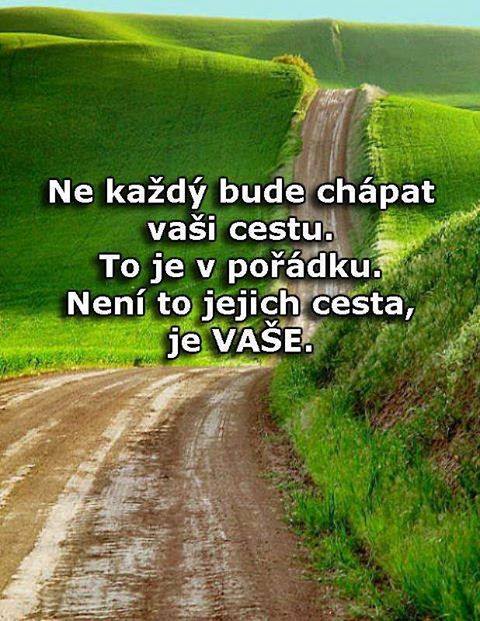 Ne každý bude chápat
vaši cestu.
To je v pořádku.
Není to jejich cesta,
je VAŠE.